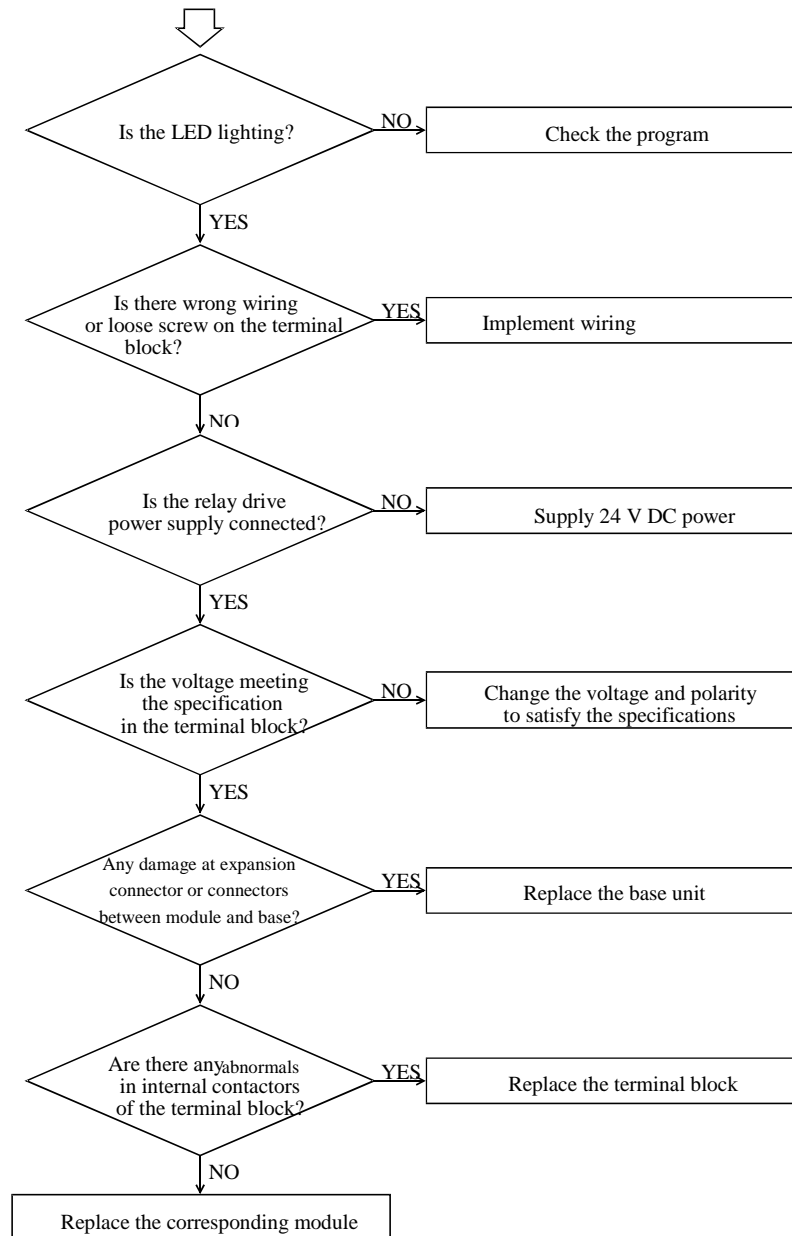 Is the LED lighting?
NO
Check the program
YES
Is there wrong wiring
or loose screw on the terminal
block?
YES
Implement wiring
NO
Is the relay drive
power supply connected?
NO
Supply 24 V DC power
YES
Is the voltage meeting
the specification
in the terminal block?
NO
Change the voltage and polarity
to satisfy the specifications
YES
Any damage at expansion
connector or connectors
between module and base?
YES
Replace the base unit
NO
Are there any abnormals
in internal contactors
of the terminal block?
YES
Replace the terminal block
NO
Replace the corresponding module